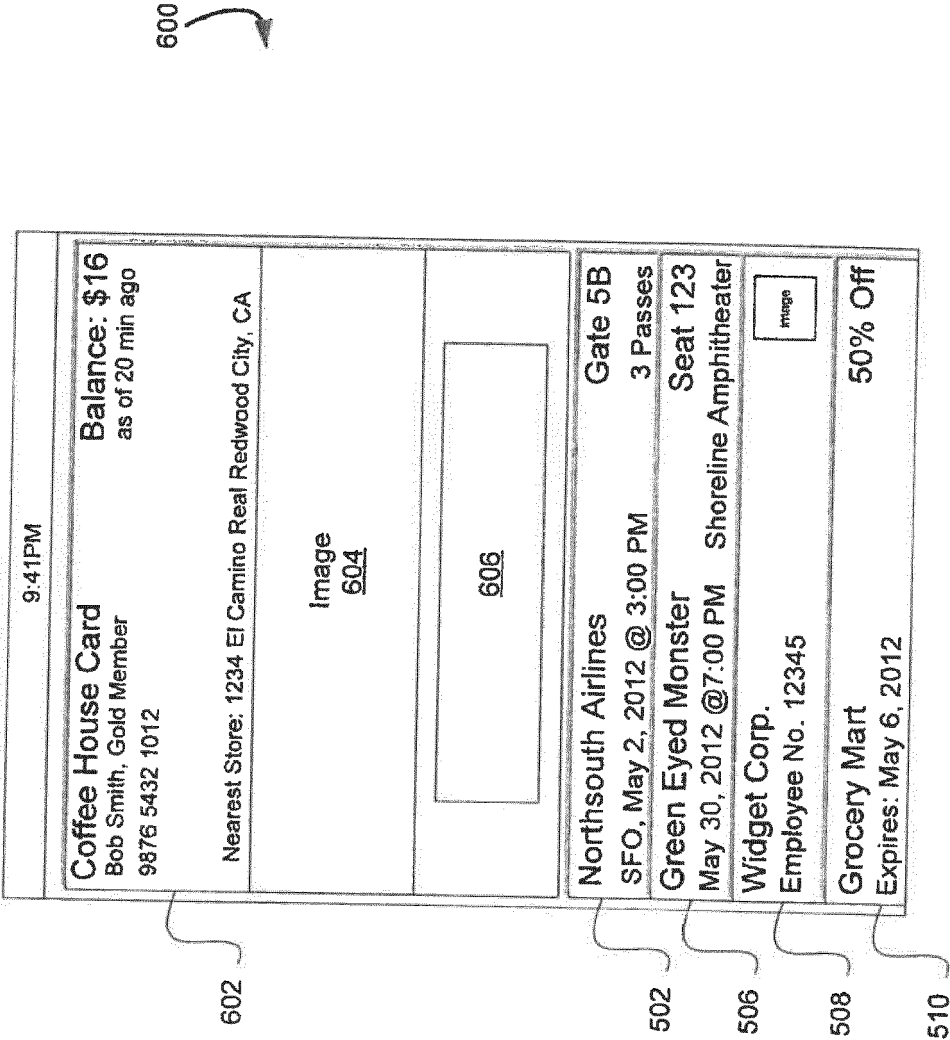 600
9:41PM
Coffee House Card Balance: $16
Bob Smith, Gold Member as of 20 min ago
9876 5432 1012
Nearest Store: 1234 El Camino Real Redwood City, CA
602
Image
604
606
Northsouth Airlines Gate 5B
SFO, May 2, 2012 @ 3:00 PM 3 Passes
502
Green Eyed Monster Seat 123
May 30, 2012 @7:00 PM Shoreline Amphitheater
506
Widget Corp.
Employee No. 12345
Image
508
Grocery Mart 50% Off
Expires: May 6, 2012
510